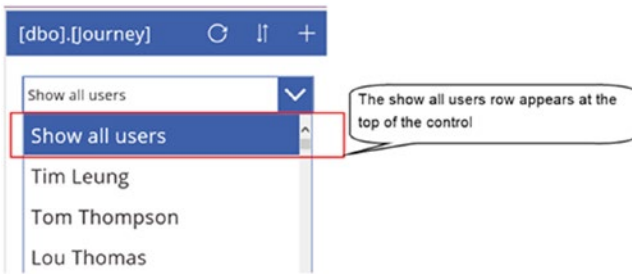 [dbo].[Journey]
Show all users
The show all users row appears at the
top of the control
Show all users
Tim Leung
Tom Thompson
Lou Thomas